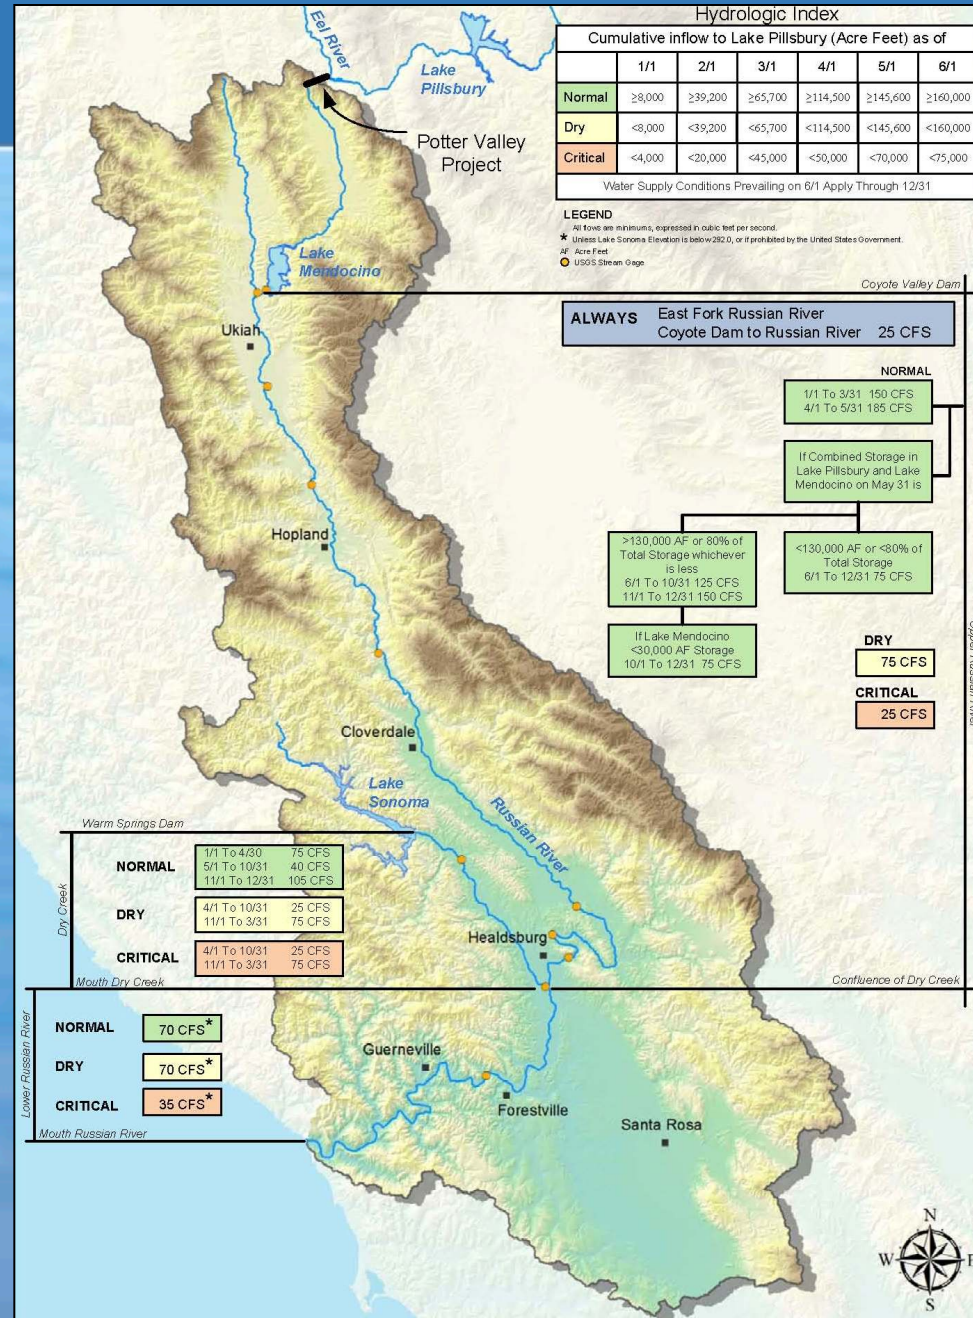 Hydrologic Index
Cumulative inflow to Lake Pillsbury (Acre Feet) as of
1/1 2/1 3/1 4/1 5/1 6/1
Normal ≥8,000 ≥39,200 ≥65,700 ≥114,500 ≥145,600 ≥160,000
Dry <8,000 <39,200 <65,700 <114,500 <145,600 <160,000
Critical <4,000 <20,000 <45,000 <50,000 <70,000 <75,000
Water Supply Conditions Prevailing on 6/1 Apply Through 12/31
LEGEND
All flows are minimums, expressed in cubic feet per second.
* Unless Lake Sonoma Elevation is below 292.0, or if prohibited by the United States Government.
AF Acre Feet
USGS Stream Gage
Eel River
Lake
Pillsbury
Potter Valley
Project
Lake
Mendocino
Coyote Valley Dam
ALWAYS East Fork Russian River
Coyote Dam to Russian River 25 CFS
Ukiah
NORMAL
1/1 To 3/31 150 CFS
4/1 To 5/31 185 CFS
If Combined Storage in
Lake Pillsbury and Lake
Mendocino on May 31 is
>130,000 AF or 80% of
Total Storage whichever
is less
6/1 To 10/31 125 CFS
11/1 To 12/31 150 CFS
<130,000 AF or <80% of
Total Storage
6/1 To 12/31 75 CFS
If Lake Mendocino
<30,000 AF Storage
10/1 To 12/31 75 CFS
DRY
75 CFS
CRITICAL
25 CFS
Hopland
Cloverdale
Lake
Sonoma
Russian River
Warm Springs Dam
Dry Creek
NORMAL
1/1 To 4/30 75 CFS
5/1 To 10/31 40 CFS
11/1 To 12/31 105 CFS
DRY
4/1 To 10/31 25 CFS
11/1 To 3/31 75 CFS
CRITICAL
4/1 To 10/31 25 CFS
11/1 To 3/31 75 CFS
Healdsburg
Mouth Dry Creek
Confluence of Dry Creek
Lower Russian River
NORMAL 70 CFS*
DRY 70 CFS*
CRITICAL 35 CFS*
Mouth Russian River
Guerneville
Forestville
Santa Rosa
N
W E
S